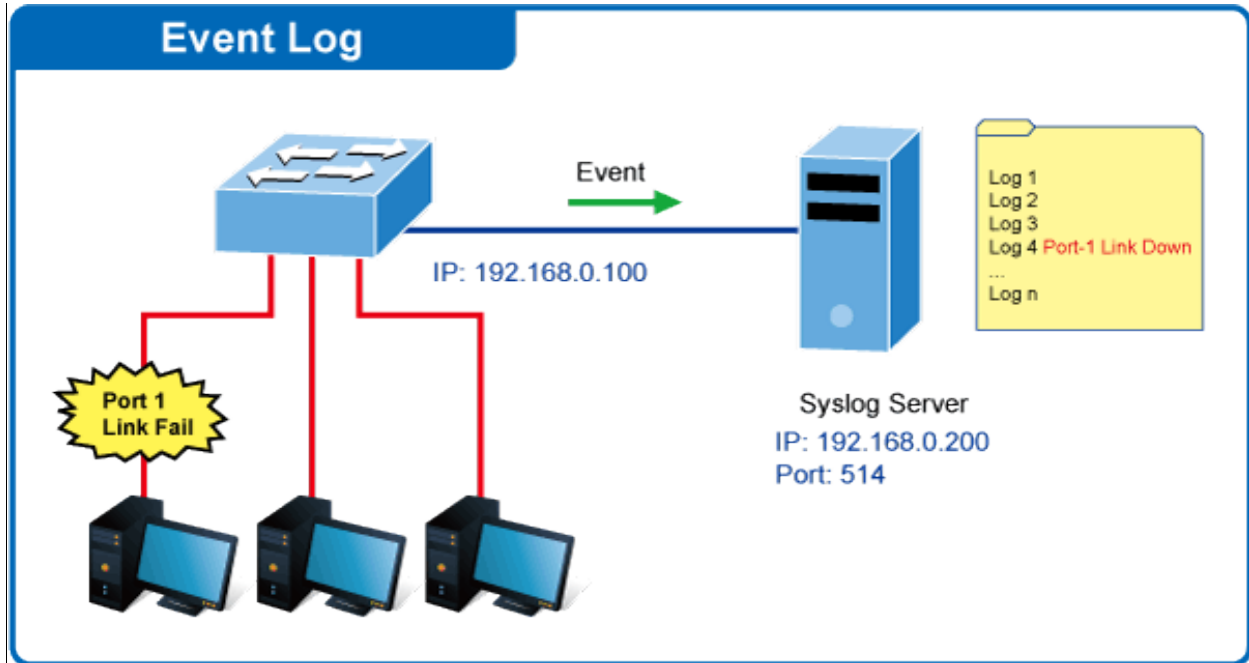 Event Log
Event
IP: 192.168.0.100
Log 1
Log 2
Log 3
Log 4 Port-1 Link Down
...
Log n
Port 1
Link Fail
Syslog Server
IP: 192.168.0.200
Port: 514